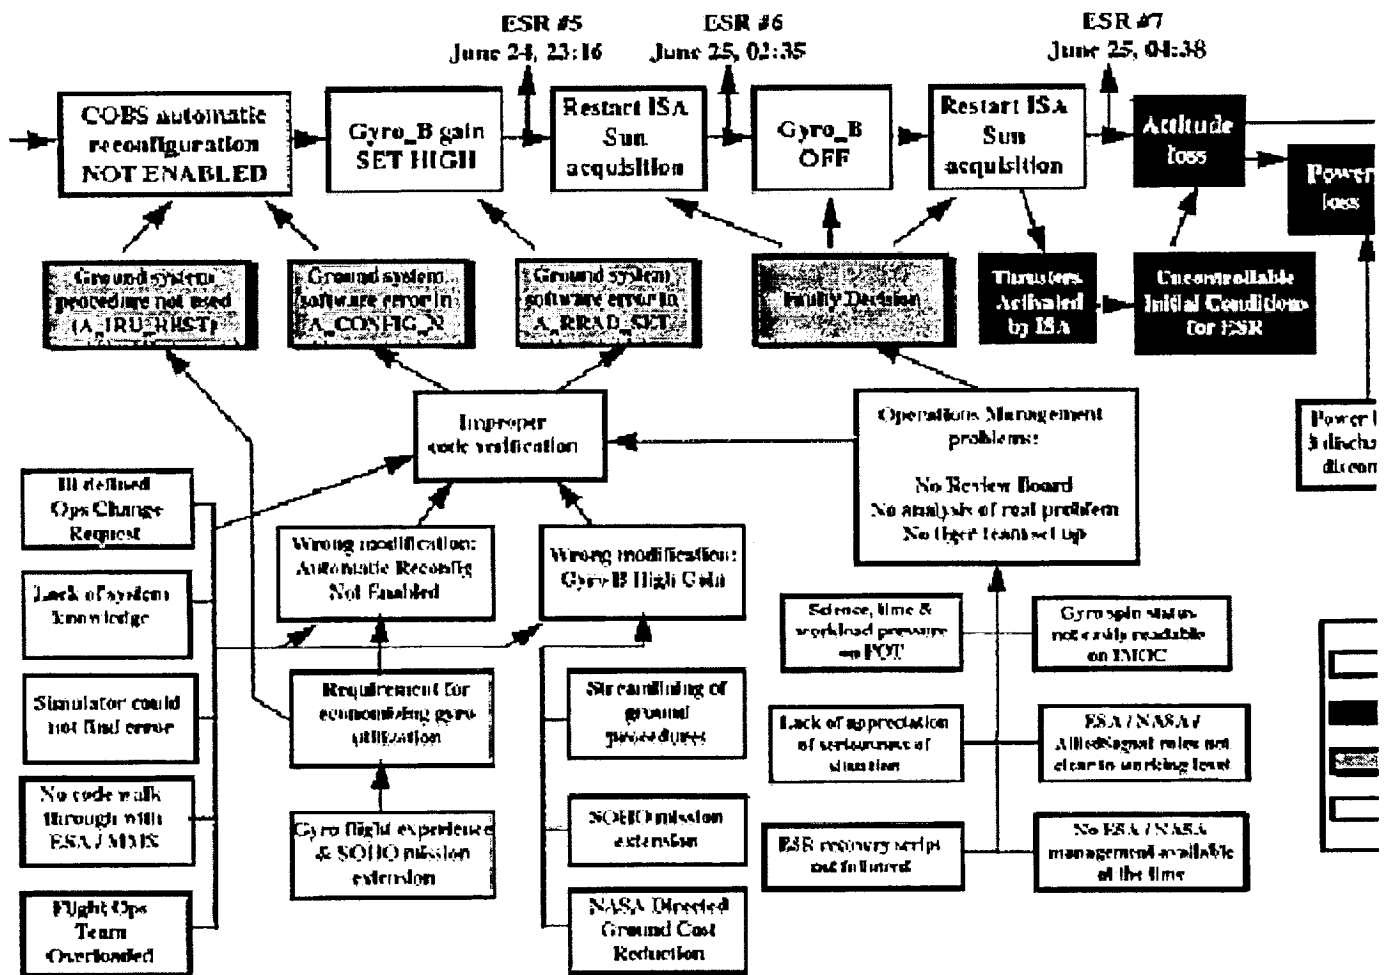 ESR #5
June 24, 23:16
ESR #6
June 25, 02:35
ESR #7
June 25, 04:38
COBS automatic
reconfiguration
NOT ENABLED
Gyro_B gain
SET HIGH
Restart ISA
Sun
acquisition
Gyro_B
OFF
Restart ISA
Sun
acquisition
Attitude
loss
Power
loss
Ground system
procedure not used
(A_IRU_REST)
Ground system
software error in
A_CONFIG_N
Ground system
software error in
A_RRAD_SET
Faulty Decision
Thrusters
Activated
by ISA
Uncontrollable
Initial Conditions
for ESR
Improper
code verification
Operations Management
problems:
No Review Board
No analysis of real problem
No tiger team set up
Power
3 discha
discon
Ill defined
Ops Change
Request
Lack of system
knowledge
Simulator could
not find error
No code walk
through with
ESA / MMS
Flight Ops
Team
Overloaded
Wrong modification:
Automatic Reconfig
Not Enabled
Wrong modification:
Gyro B High Gain
Requirement for
economizing gyro
utilization
Gyro flight experience
& SOHO mission
extension
Streamlining of
ground
procedures
SOHO mission
extension
NASA Directed
Ground Cost
Reduction
Science, time &
workload pressure
on FOT
Gyro spin status
not easily readable
on IMOC
Lack of appreciation
of seriousness of
situation
ESA / NASA /
AlliedSignal roles not
clear to working level
ESR recovery script
not followed
No ESA / NASA
management available
at the time